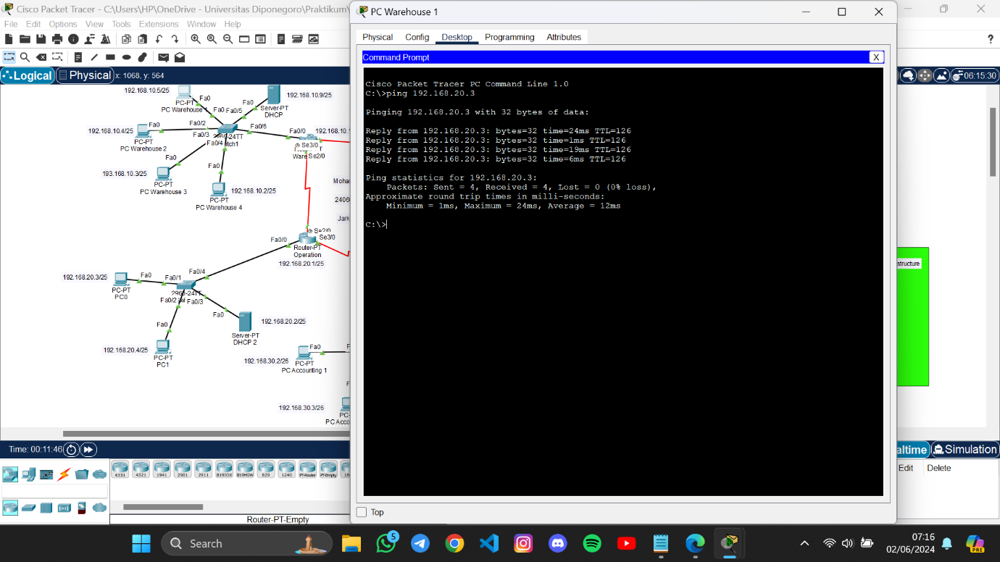 Cisco Packet Tracer - C:\Users\HP\OneDrive - Universitas Diponegoro\Praktikum\
File Edit Options View Tools Extensions Window Help
Logical
Physical
x: 1068, y: 564
06:15:30
192.168.10.5/25
PC-PT
PC Warehouse 1
Fa0
Fa0
Fa0/5
Fa0
Server-PT
DHCP
192.168.10.9/25
192.168.10.4/25
Fa0
Fa0/2
PC-PT
PC Warehouse 2
Fa0/3
Fa0/4
2960-24TT
Fa0/6
Fa0/0
192.168.10.1
Se3/0
Se2/0
193.168.10.3/25
Fa0
PC-PT
PC Warehouse 3
Fa0
192.168.10.2/25
PC-PT
PC Warehouse 4
Moha
2406
Jark
Fa0/0
Se2/0
Se3/0
Router-PT
Operation
192.168.20.1/25
192.168.20.3/25
Fa0
PC-PT
PC0
Fa0/1
Fa0/4
Fa0/2
Fa0/3
Fa0
192.168.20.2/25
Server-PT
DHCP 2
Fa0
192.168.20.4/25
PC-PT
PC1
Fa0
192.168.30.2/26
PC-PT
PC Accounting 1
192.168.30.3/26
PC-
PC Acco
structure
Time: 00:11:46
Realtime
Simulation
Edit
Delete
4331
4321
1941
2901
2911
819IOX
819HGW
829
1240
PT-Router
PT-Empty
Router-PT-Empty
PC Warehouse 1
Physical Config Desktop Programming Attributes
Command Prompt
X
Cisco Packet Tracer PC Command Line 1.0
C:\>ping 192.168.20.3
Pinging 192.168.20.3 with 32 bytes of data:
Reply from 192.168.20.3: bytes=32 time=24ms TTL=126
Reply from 192.168.20.3: bytes=32 time=1ms TTL=126
Reply from 192.168.20.3: bytes=32 time=19ms TTL=126
Reply from 192.168.20.3: bytes=32 time=6ms TTL=126
Ping statistics for 192.168.20.3:
Packets: Sent = 4, Received = 4, Lost = 0 (0% loss),
Approximate round trip times in milli-seconds:
Minimum = 1ms, Maximum = 24ms, Average = 12ms
C:\>
Top
Search
5
07:16
02/06/2024
PRE